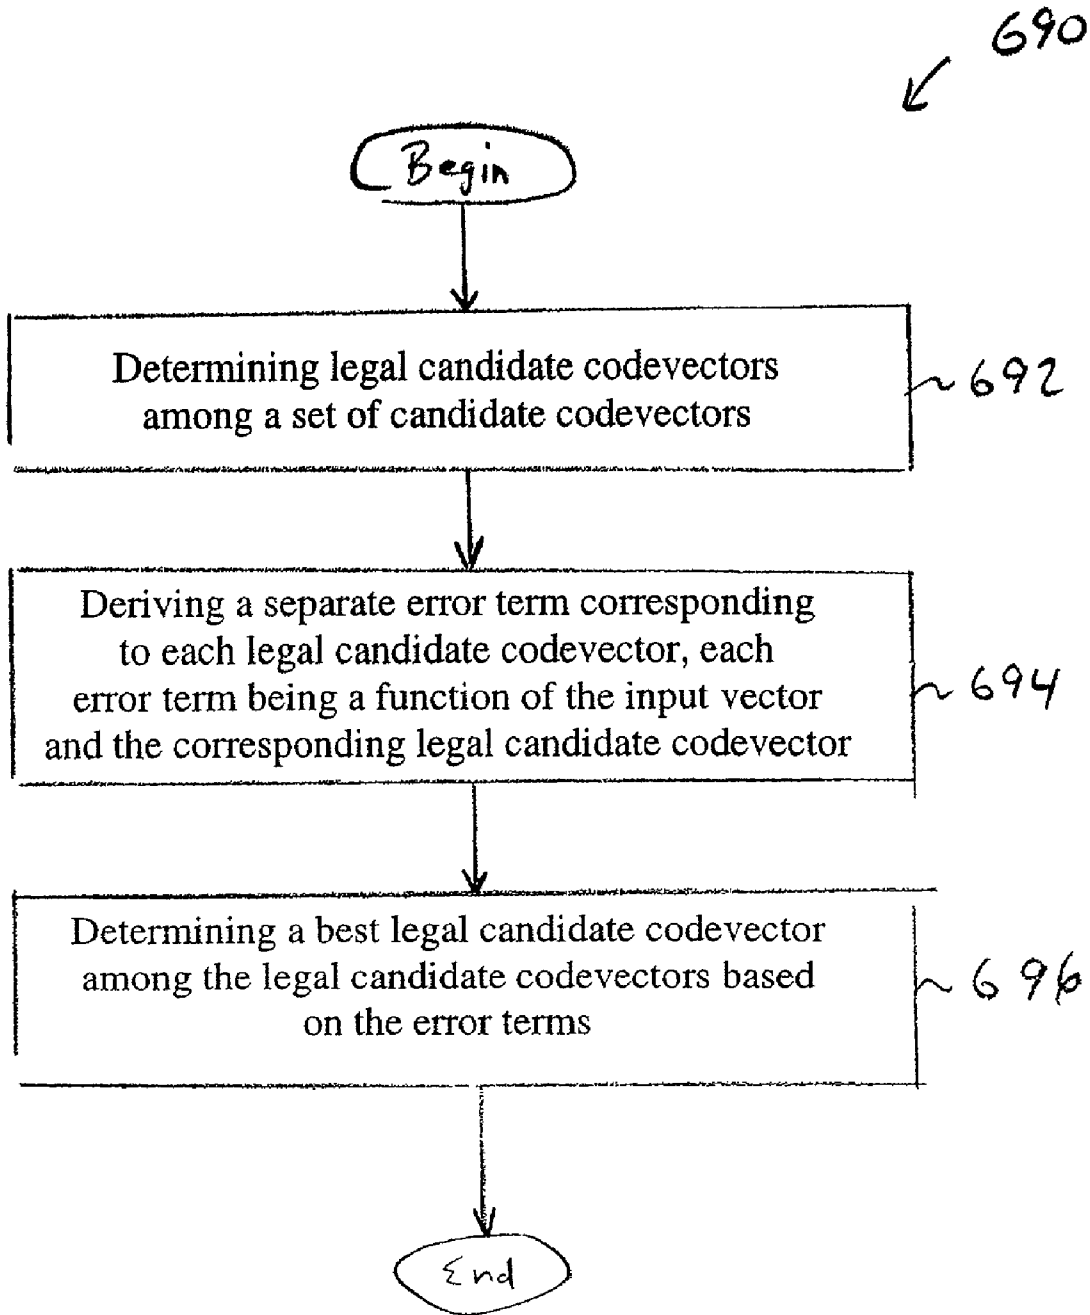 690
Begin
Determining legal candidate codevectors
among a set of candidate codevectors
~692
Deriving a separate error term corresponding
to each legal candidate codevector, each
error term being a function of the input vector
and the corresponding legal candidate codevector
~694
Determining a best legal candidate codevector
among the legal candidate codevectors based
on the error terms
~696
End